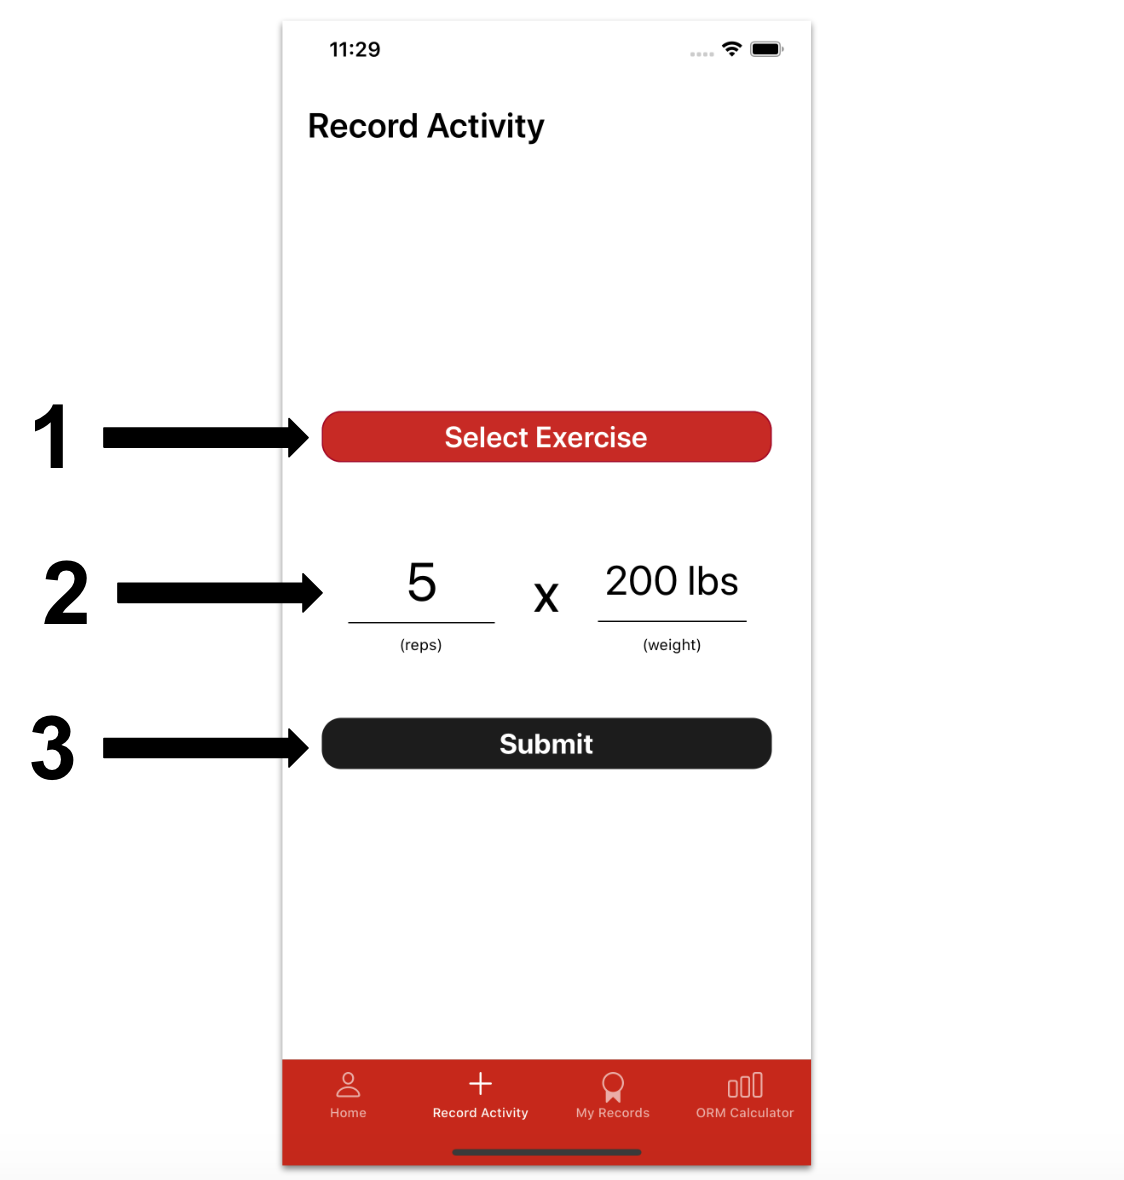 11:29
Record Activity
1
Select Exercise
2
5 x 200 lbs
(reps) (weight)
3
Submit
Home Record Activity My Records ORM Calculator